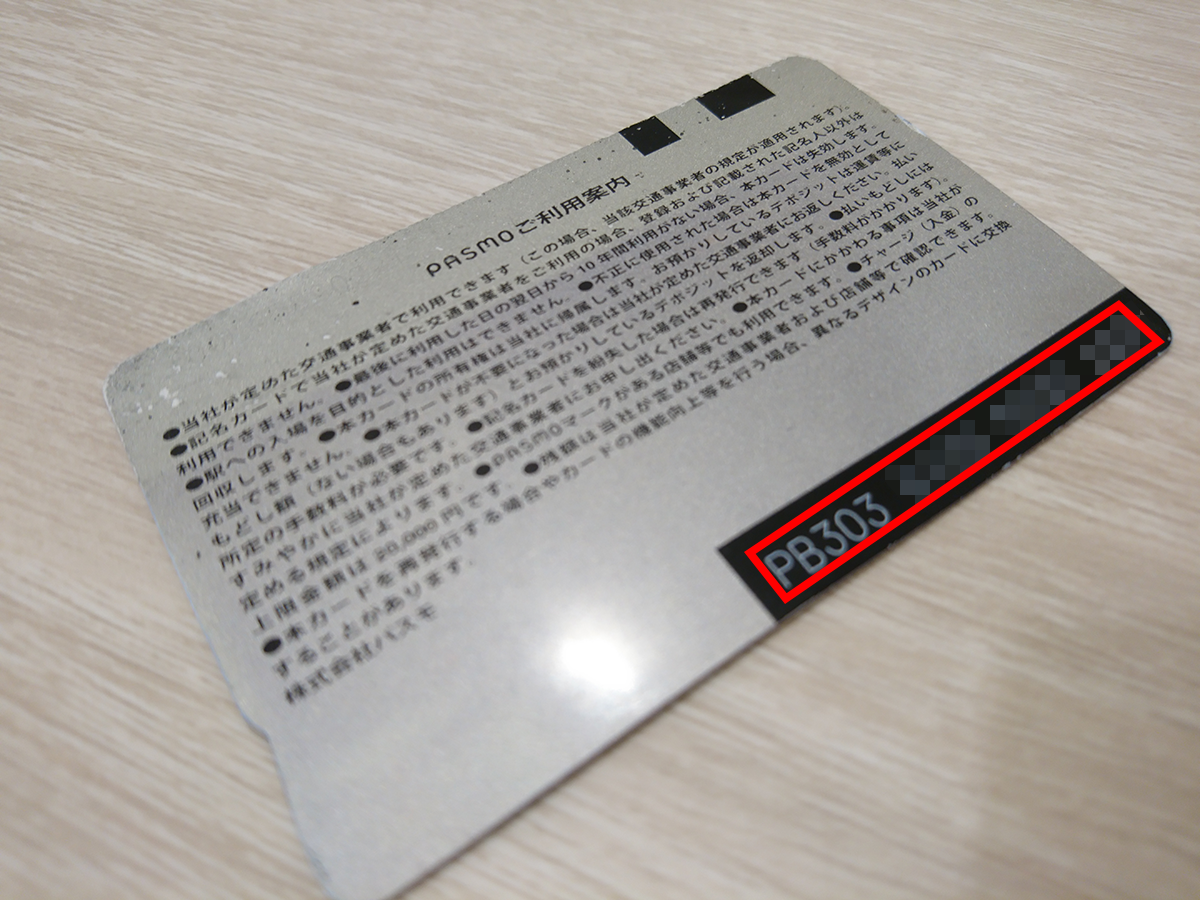 PASMOご利用案内
●当社が定めた交通事業者で利用できます（この場合、当該交通事業者の規定が適用されます）。
●記名カードで当社が定めた交通事業者をご利用の場合、登録および記載された記名人以外は
利用できません。●最後に利用した日の翌日から10年間利用がない場合、本カードは失効します。
●駅への入場を目的とした利用はできません。●不正に使用された場合は本カードを無効として
回収します。●本カードの所有権は当社に帰属します。お預かりしているデポジットは運賃等に
充当できません。●本カードが不要になった場合は当社が定めた交通事業者にお返しください。払い
もどし額（ない場合もあります）とお預かりしているデポジットを返却します。●払いもどしには
所定の手数料が必要です。●記名カードを紛失した場合は再発行できます（手数料がかかります）。
すみやかに当社が定めた交通事業者にお申し出ください。●本カードにかかわる事項は当社が
定める規定によります。●PASMOマークがある店舗等でも利用できます。●チャージ（入金）の
上限金額は20,000円です。●残額は当社が定めた交通事業者および店舗等で確認できます。
●本カードを再発行する場合やカードの機能向上等を行う場合、異なるデザインのカードに交換
することがあります。
株式会社パスモ
PB303